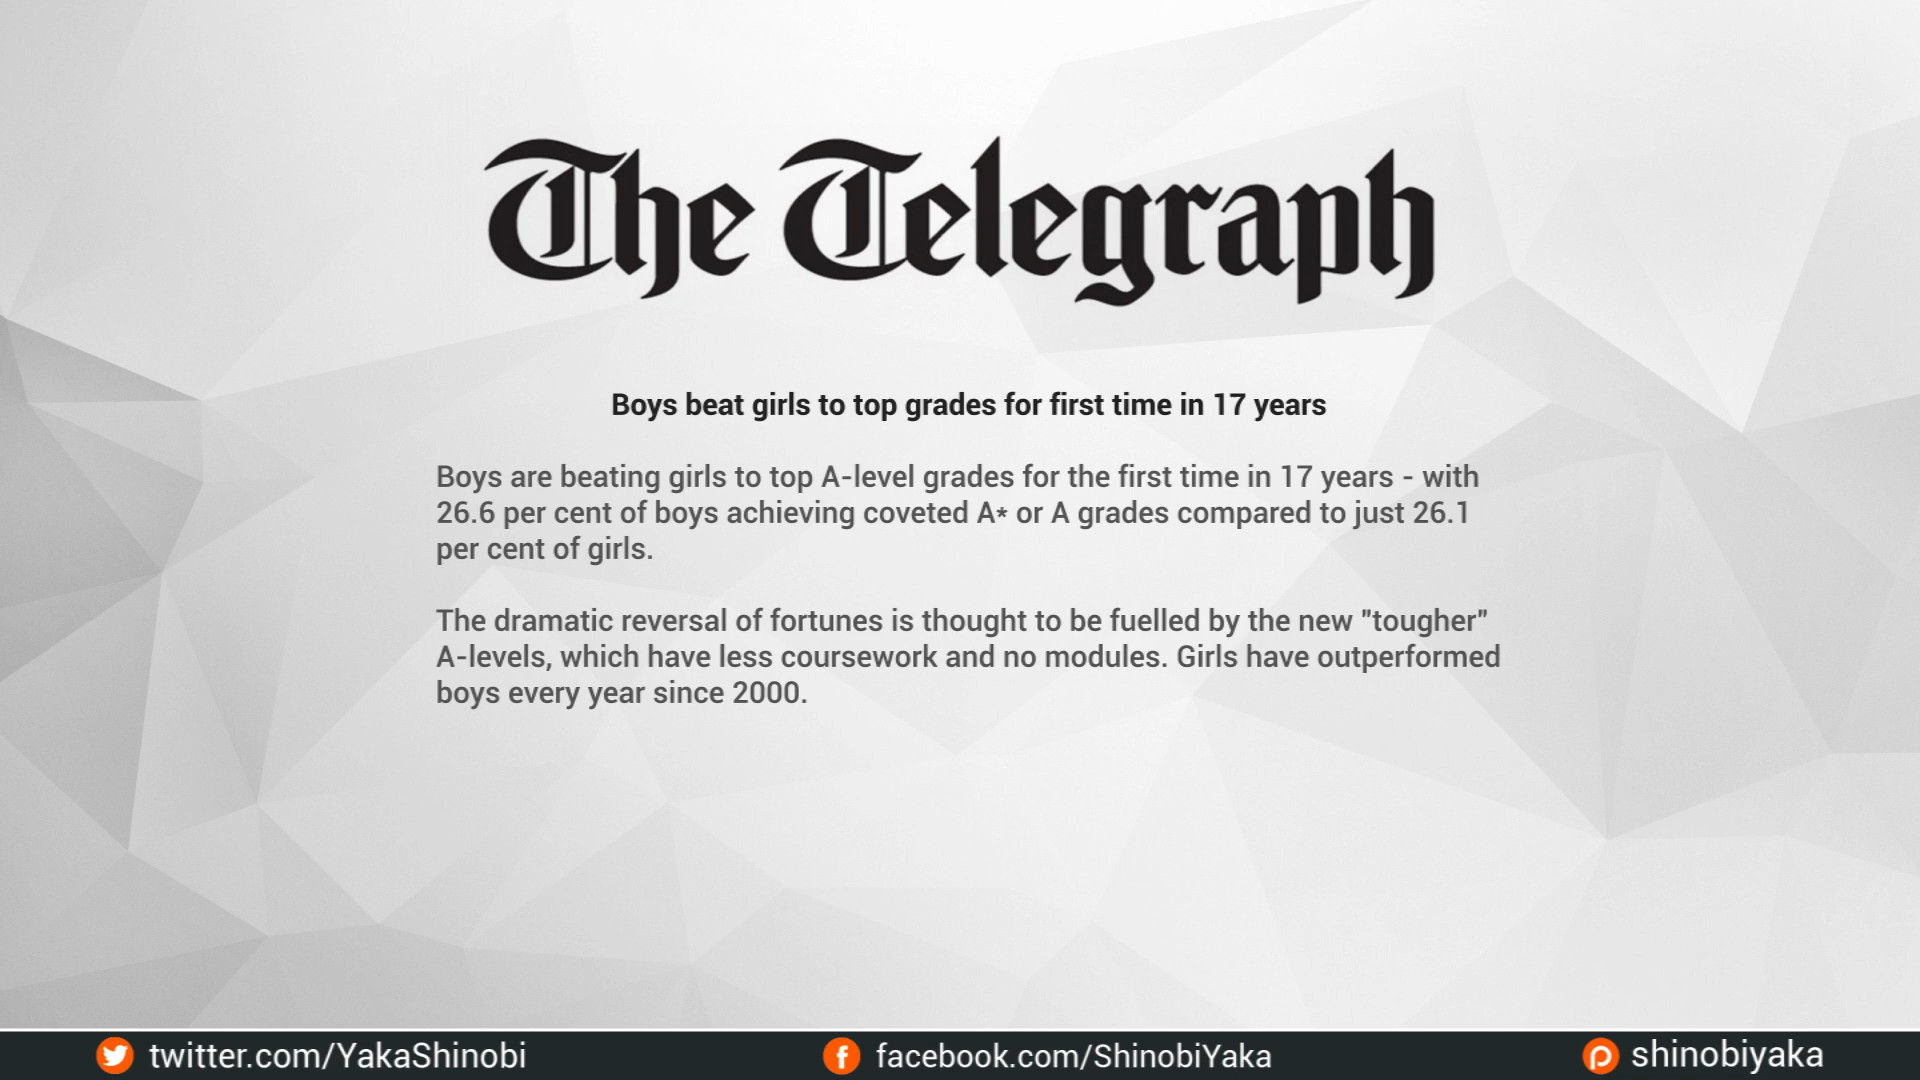 The Telegraph
Boys beat girls to top grades for first time in 17 years
Boys are beating girls to top A-level grades for the first time in 17 years - with
26.6 per cent of boys achieving coveted A* or A grades compared to just 26.1
per cent of girls.
The dramatic reversal of fortunes is thought to be fuelled by the new "tougher"
A-levels, which have less coursework and no modules. Girls have outperformed
boys every year since 2000.
twitter.com/YakaShinobi
facebook.com/ShinobiYaka
shinobiyaka